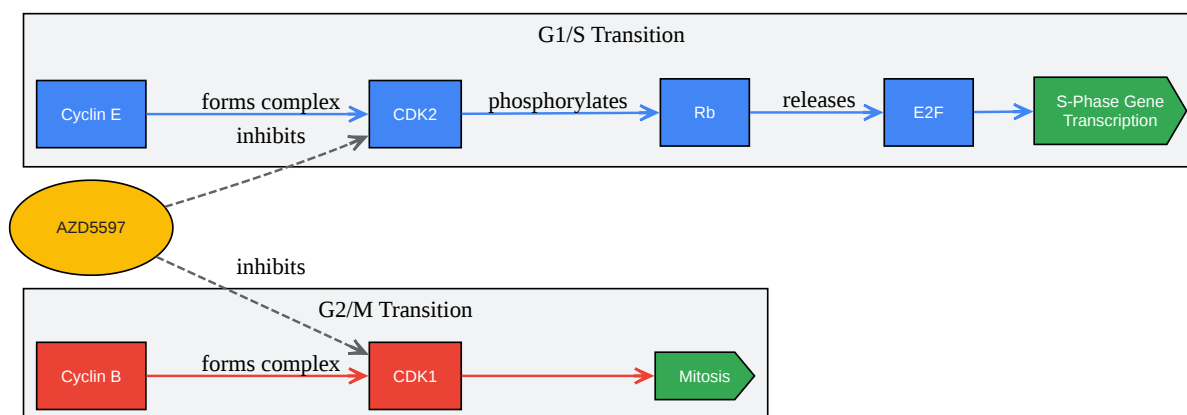 G1/S Transition
Cyclin E
forms complex
CDK2
phosphorylates
Rb
releases
E2F
S-Phase Gene
Transcription
inhibits
AZD5597
inhibits
G2/M Transition
Cyclin B
forms complex
CDK1
Mitosis